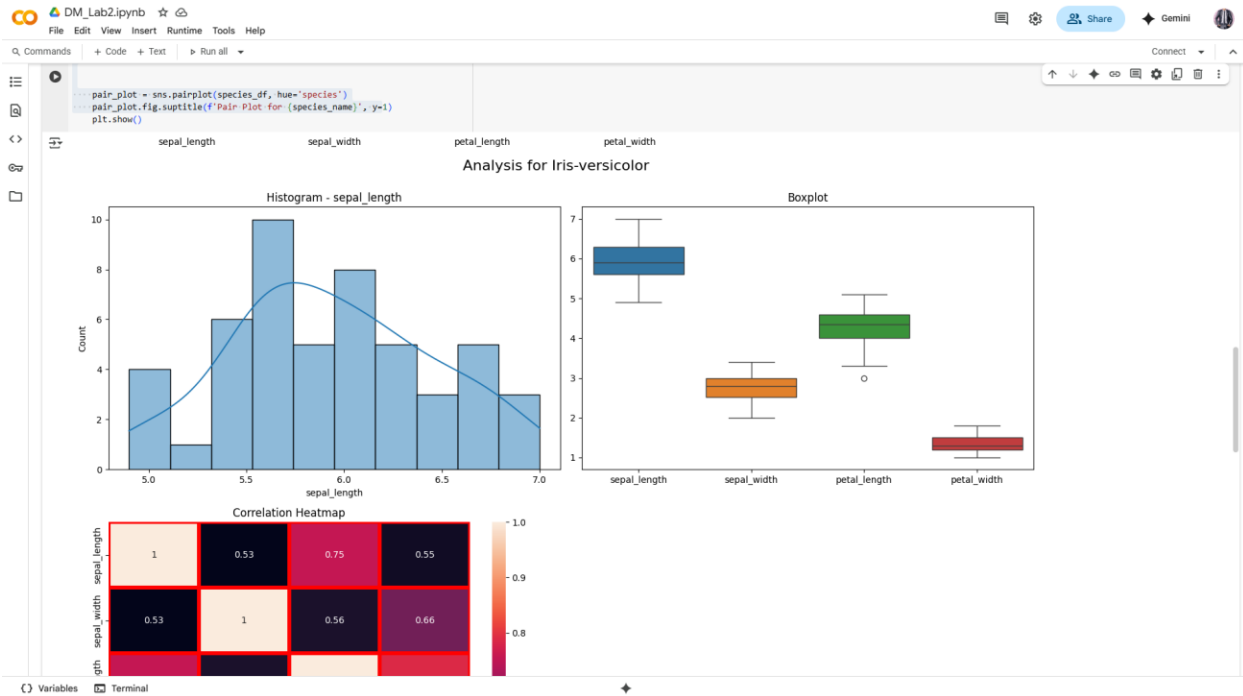 DM_Lab2.ipynb
File Edit View Insert Runtime Tools Help
Share
Gemini
Commands + Code + Text Run all
Connect
pair_plot = sns.pairplot(species_df, hue='species')
pair_plot.fig.suptitle(f'Pair Plot for {species_name}', y=1)
plt.show()
sepal_length sepal_width petal_length petal_width
Analysis for Iris-versicolor
Histogram - sepal_length
10
8
6
4
2
0
Count
5.0 5.5 6.0 6.5 7.0
sepal_length
Boxplot
7
6
5
4
3
2
1
sepal_length sepal_width petal_length petal_width
Correlation Heatmap
sepal_length
1 0.53 0.75 0.55
sepal_width
0.53 1 0.56 0.66
gth
1.0
0.9
0.8
Variables Terminal